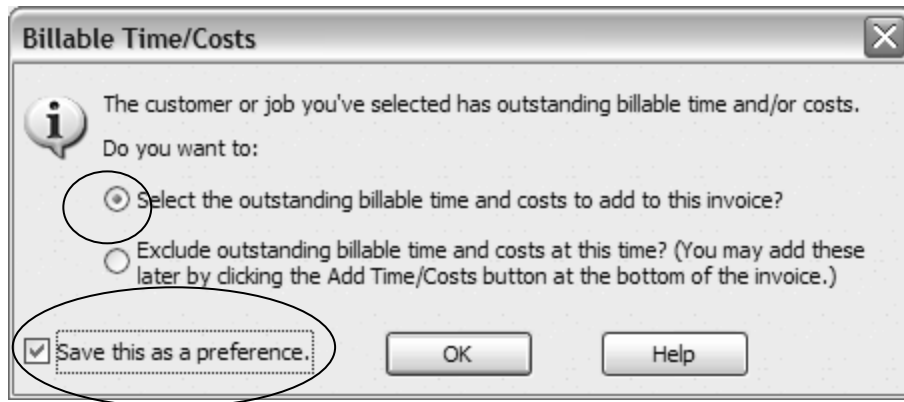 Billable Time/Costs
The customer or job you've selected has outstanding billable time and/or costs.
Do you want to:
Select the outstanding billable time and costs to add to this invoice?
Exclude outstanding billable time and costs at this time? (You may add these
later by clicking the Add Time/Costs button at the bottom of the invoice.)
Save this as a preference.
OK
Help